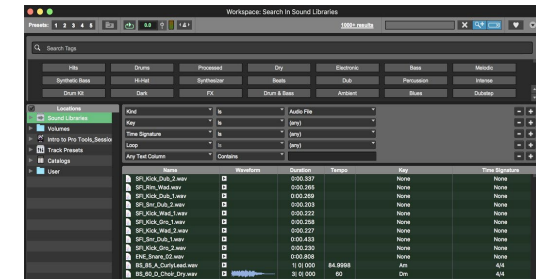 Workspace: Search In Sound Libraries
Presets: 1 2 3 4 5 0.0 1000+ results
Search Tags
Hits Drums Processed Dry Electronic Bass Melodic
Synthetic Bass Hi-Hat Synthesizer Beats Dub Percussion Intense
Drum Kit Dark FX Drum & Bass Ambient Blues Dubstep
Locations
Sound Libraries
Volumes
Intro to Pro Tools_Sessio
Track Presets
Catalogs
User
Kind Is Audio File
Key Is (any)
Time Signature Is (any)
Loop Is (any)
Any Text Column Contains
Name Waveform Duration Tempo Key Time Signature
SFI_Kick_Dub_2.wav 0:00.337 None None
SFI_Rim_Wad.wav 0:00.265 None None
SFI_Kick_Dub_1.wav 0:00.269 None None
SFI_Snr_Dub_2.wav 0:00.203 None None
SFI_Kick_Wad_1.wav 0:00.222 None None
SFI_Kick_Gro_1.wav 0:00.258 None None
SFI_Kick_Wad_2.wav 0:00.227 None None
SFI_Snr_Dub_1.wav 0:00.433 None None
SFI_Kick_Gro_2.wav 0:00.230 None None
ENE_Snare_02.wav 0:00.808 None None
BS_85_A_CurlyLead.wav 1| 0| 000 84.9998 Am 4/4
BS_60_D_Choir_Dry.wav 3| 0| 000 60 Dm 4/4